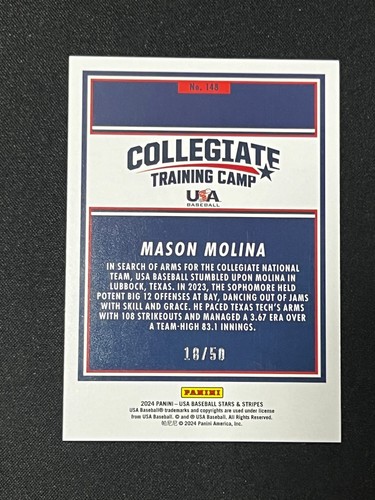 No. 148
COLLEGIATE
TRAINING CAMP
USA
BASEBALL
MASON MOLINA
IN SEARCH OF ARMS FOR THE COLLEGIATE NATIONAL
TEAM, USA BASEBALL STUMBLED UPON MOLINA IN
LUBBOCK, TEXAS. IN 2023, THE SOPHOMORE HELD
POTENT BIG 12 OFFENSES AT BAY, DANCING OUT OF JAMS
WITH SKILL AND GRACE. HE PACED TEXAS TECH'S ARMS
WITH 108 STRIKEOUTS AND MANAGED A 3.67 ERA OVER
A TEAM-HIGH 83.1 INNINGS.
18/50
PANINI
2024 PANINI – USA BASEBALL STARS & STRIPES
USA Baseball® trademarks and copyrights are used under license
from USA Baseball. © and ® USA Baseball. All Rights Reserved.
帕尼尼 © 2024 Panini America, Inc.